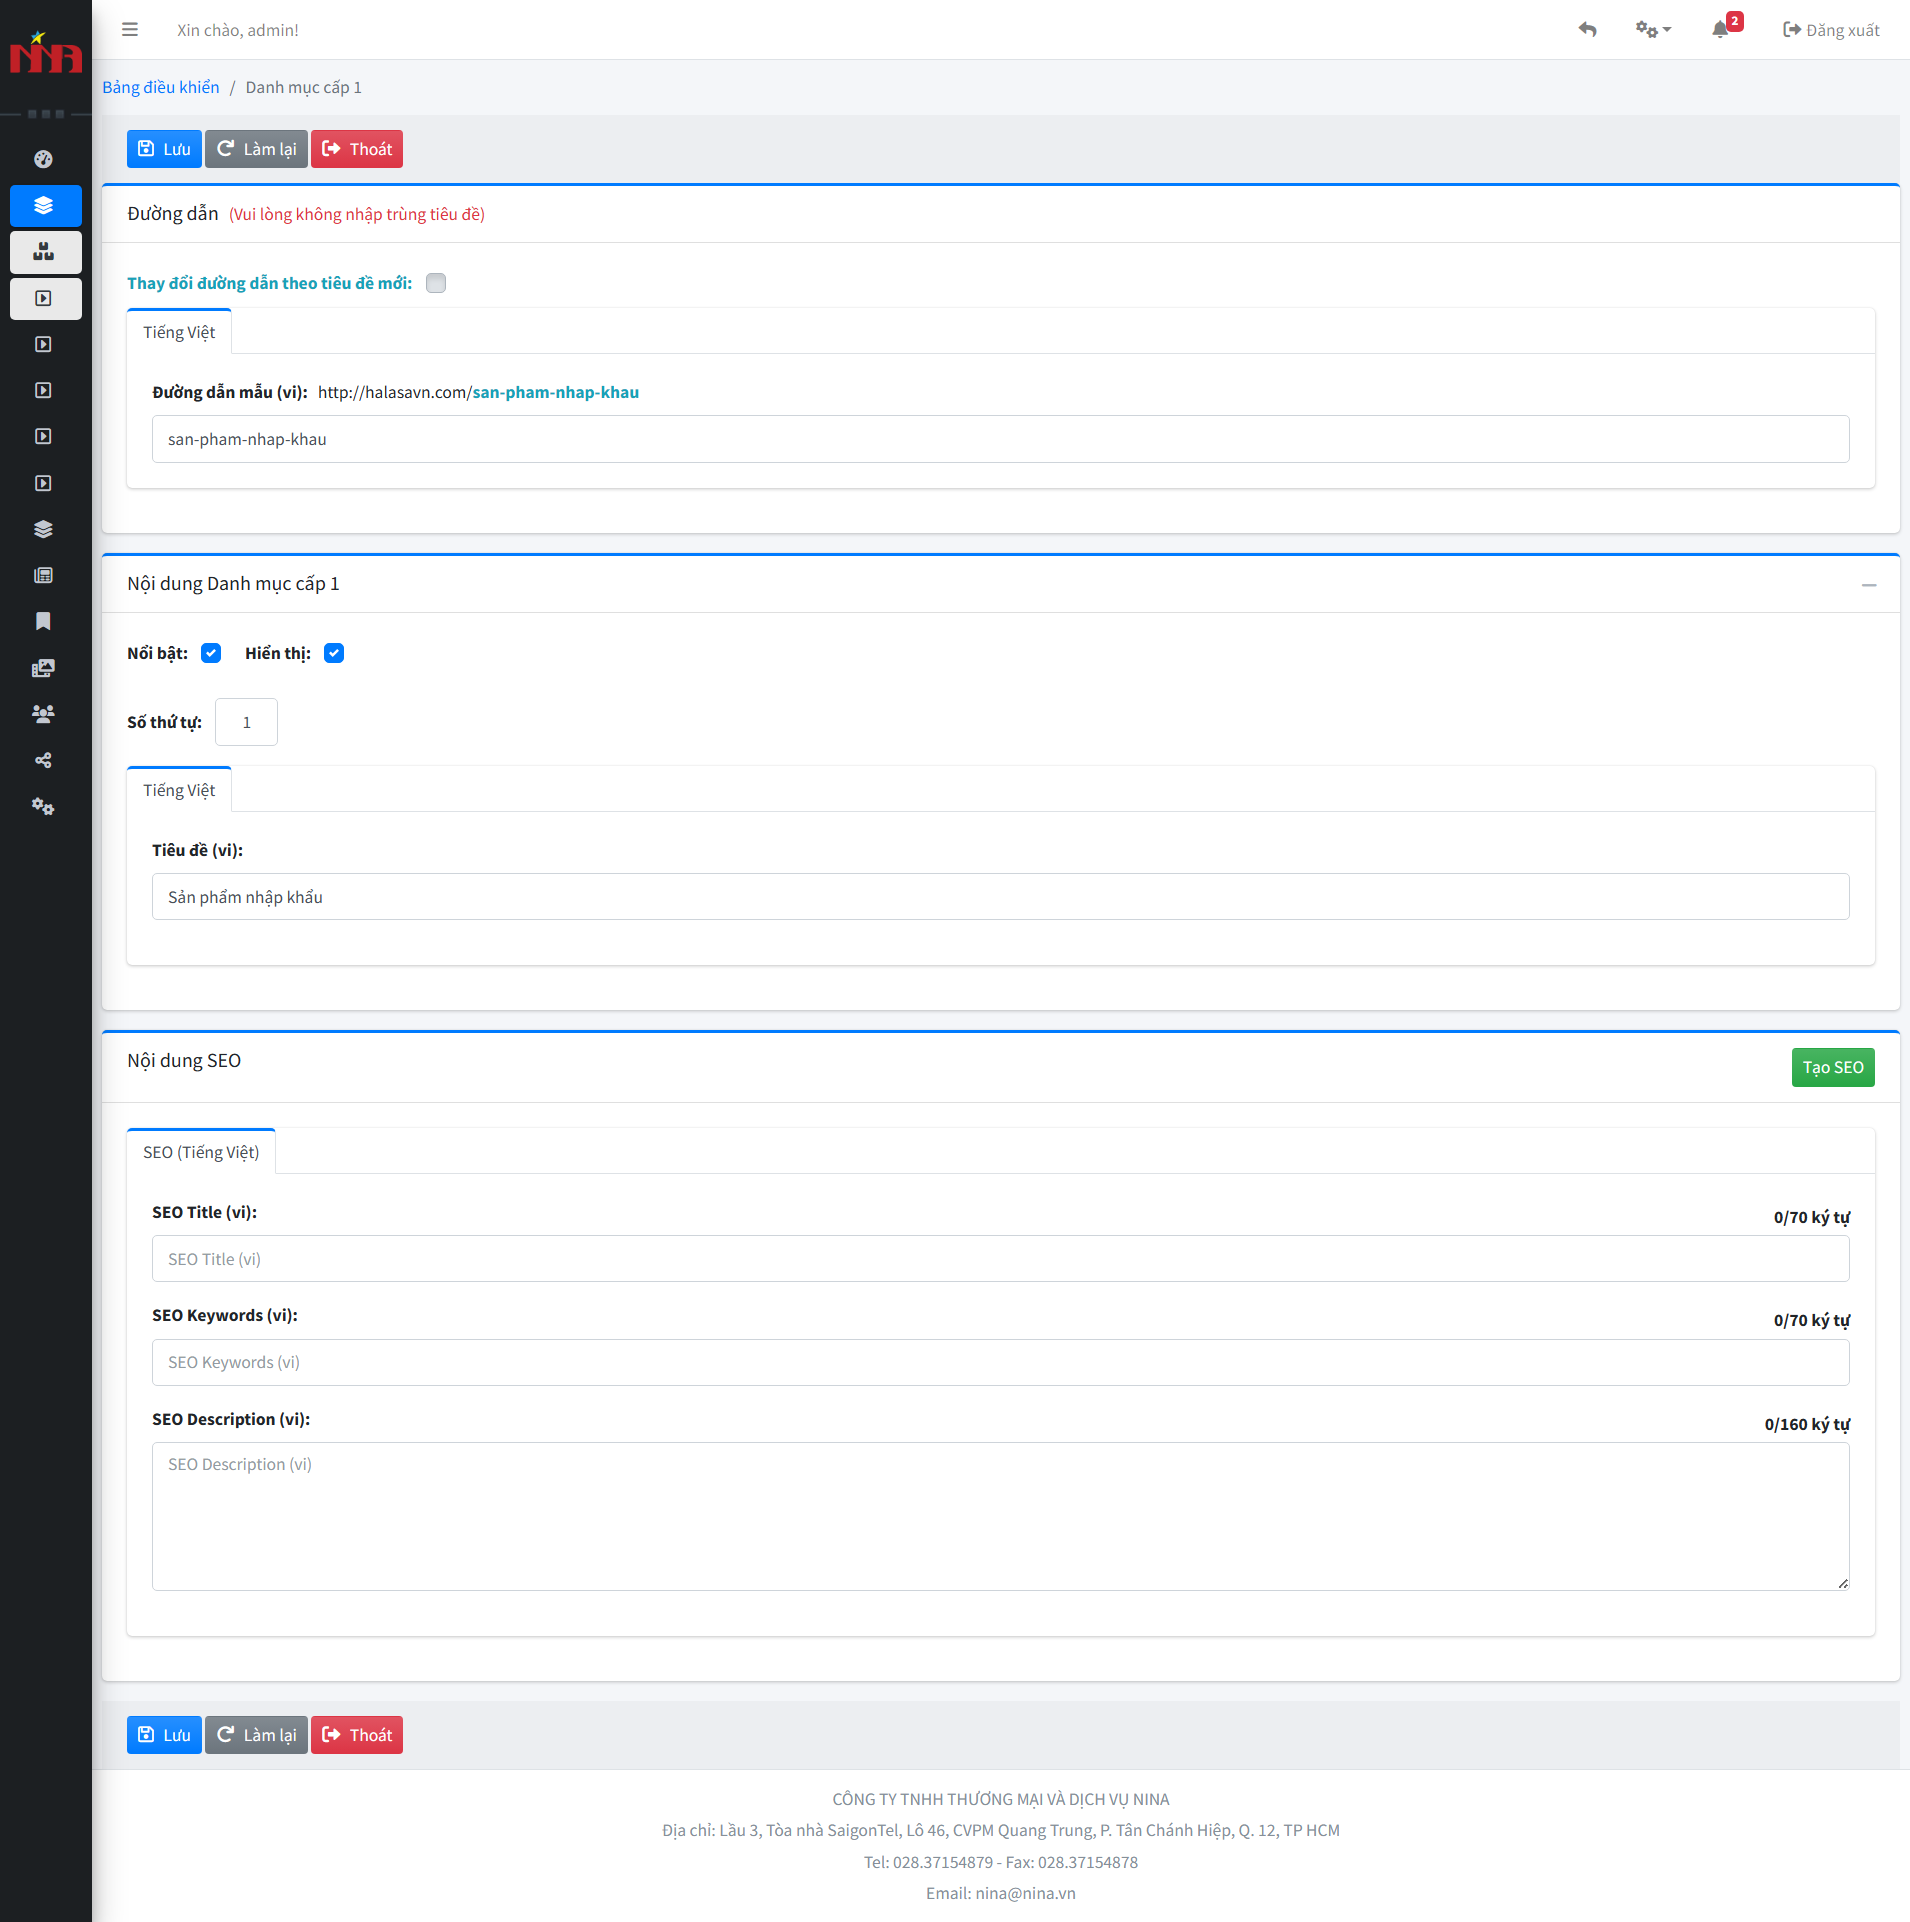 NINA
Xin chào, admin!
2
Đăng xuất
Bảng điều khiển / Danh mục cấp 1
Lưu Làm lại Thoát
Đường dẫn (Vui lòng không nhập trùng tiêu đề)
Thay đổi đường dẫn theo tiêu đề mới:
Tiếng Việt
Đường dẫn mẫu (vi): http://halasavn.com/san-pham-nhap-khau
san-pham-nhap-khau
Nội dung Danh mục cấp 1
Nổi bật: Hiển thị:
Số thứ tự: 1
Tiếng Việt
Tiêu đề (vi):
Sản phẩm nhập khẩu
Nội dung SEO
Tạo SEO
SEO (Tiếng Việt)
SEO Title (vi): 0/70 ký tự
SEO Title (vi)
SEO Keywords (vi): 0/70 ký tự
SEO Keywords (vi)
SEO Description (vi): 0/160 ký tự
SEO Description (vi)
Lưu Làm lại Thoát
CÔNG TY TNHH THƯƠNG MẠI VÀ DỊCH VỤ NINA
Địa chỉ: Lầu 3, Tòa nhà SaigonTel, Lô 46, CVPM Quang Trung, P. Tân Chánh Hiệp, Q. 12, TP HCM
Tel: 028.37154879 - Fax: 028.37154878
Email: nina@nina.vn